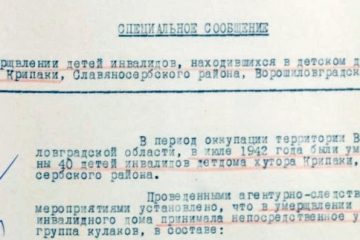 СПЕЦИАЛЬНОЕ СООБЩЕНИЕ
ерщвлении детей инвалидов, находившихся в детском д
Крипаки, Славяносербского района, Ворошиловград
В период оккупации территории В
ловградской области, в июле 1942 года были ум
ны 40 детей инвалидов детдома хутора Крипаки,
сербского района.
Проведенными агентурно-следств
мероприятиями установлено, что в умерщвлении
инвалидного дома принимала непосредственное у
группа кулаков, в составе: